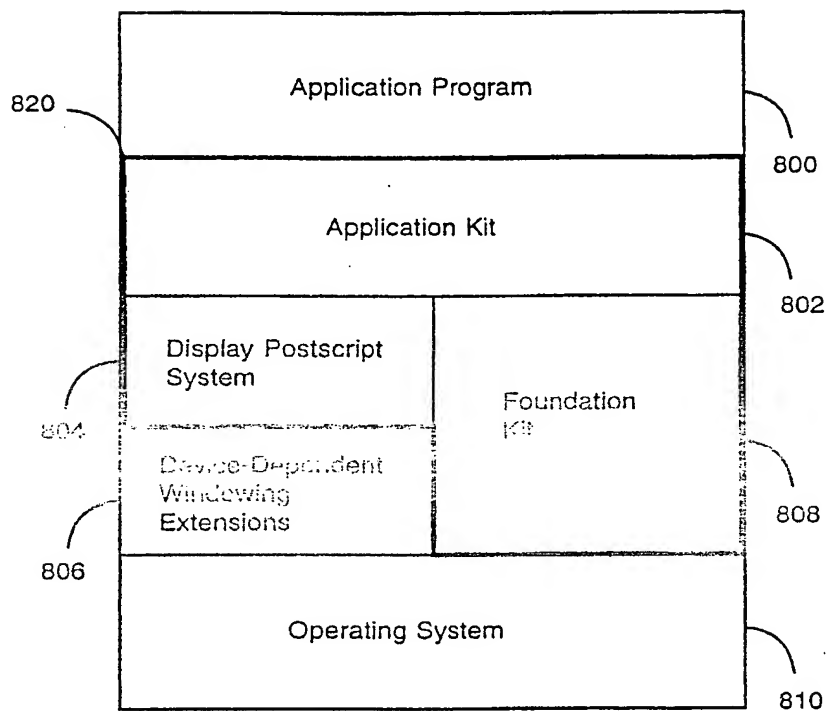 Application Program
820
800
Application Kit
802
Display Postscript
System
Foundation
Kit
804
Device-Dependent
Windowing
Extensions
808
806
Operating System
810